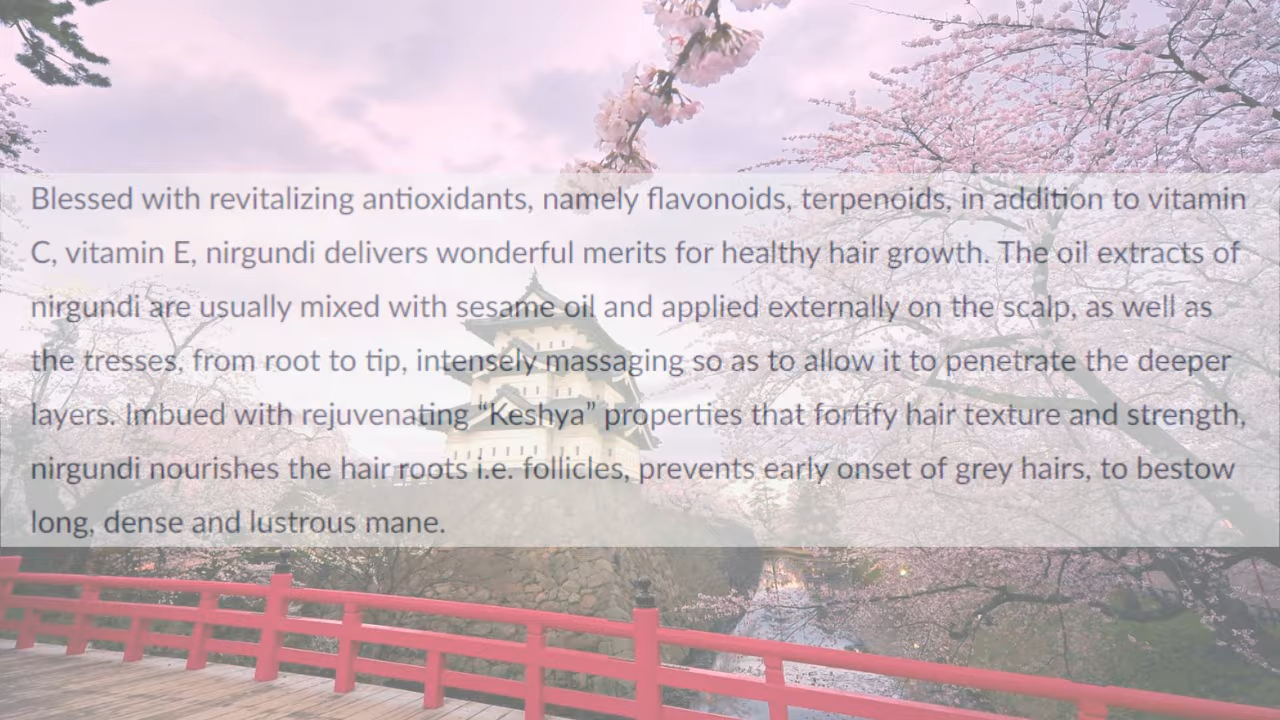 Blessed with revitalizing antioxidants, namely flavonoids, terpenoids, in addition to vitamin
C, vitamin E, nirgundi delivers wonderful merits for healthy hair growth. The oil extracts of
nirgundi are usually mixed with sesame oil and applied externally on the scalp, as well as
the tresses, from root to tip, intensely massaging so as to allow it to penetrate the deeper
layers. Imbued with rejuvenating “Keshya” properties that fortify hair texture and strength,
nirgundi nourishes the hair roots i.e. follicles, prevents early onset of grey hairs, to bestow
long, dense and lustrous mane.